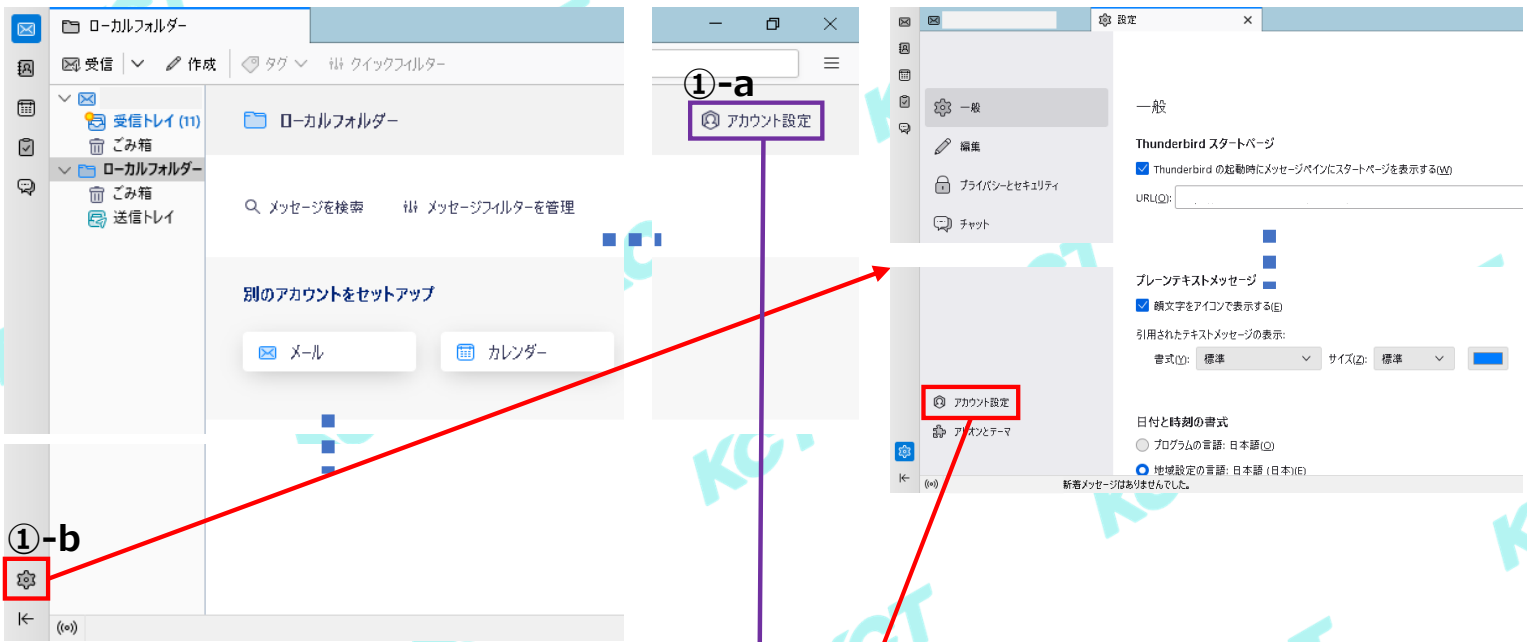 ローカルフォルダー
受信 作成 タグ クイックフィルター
受信トレイ (11)
ごみ箱
ローカルフォルダー
ごみ箱
送信トレイ
ローカルフォルダー
メッセージを検索 メッセージフィルターを管理
別のアカウントをセットアップ
メール カレンダー
①-b
①-a
アカウント設定
設定
一般
編集
プライバシーとセキュリティ
チャット
一般
Thunderbird スタートページ
Thunderbird の起動時にメッセージペインにスタートページを表示する(W)
URL(O):
プレーンテキストメッセージ
顔文字をアイコンで表示する(E)
引用されたテキストメッセージの表示:
書式(Y): 標準 サイズ(Z): 標準
アカウント設定
アドオンとテーマ
日付と時刻の書式
プログラムの言語: 日本語(O)
地域設定の言語: 日本語 (日本)(E)
新着メッセージはありませんでした。
KCT
KCT